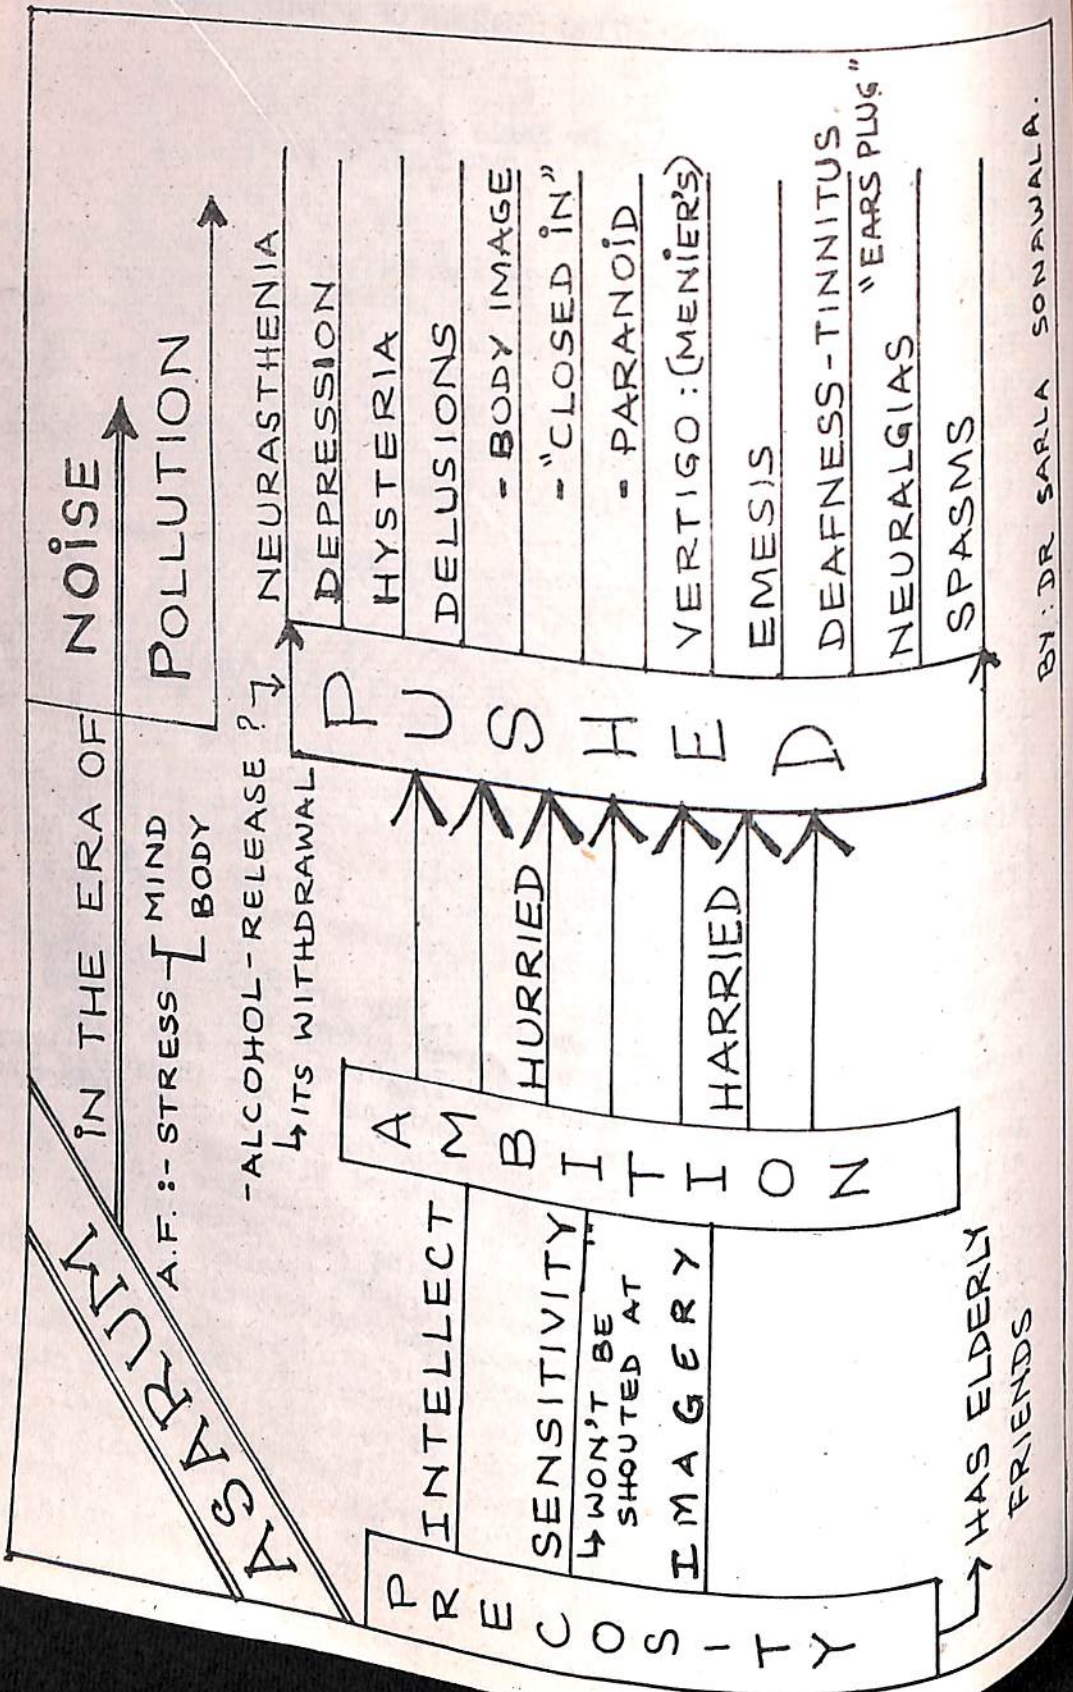 ASARUM
IN THE ERA OF NOISE
POLLUTION
A.F. :- STRESS - MIND
BODY
- ALCOHOL - RELEASE ?
↳ ITS WITHDRAWAL
PRECOSITY
INTELLECT
SENSITIVITY
↳ WON'T BE
SHOUTED AT
IMAGERY
→ HAS ELDERLY
FRIENDS
AMBITION
HURRIED
HARRIED
PUSHED
NEURASTHENIA
DEPRESSION
HYSTERIA
DELUSIONS
- BODY IMAGE
- "CLOSED IN"
- PARANOID
VERTIGO : (MENIER'S)
EMESIS
DEAFNESS - TINNITUS.
"EARS PLUG"
NEURALGIAS
SPASMS
BY : DR SARLA SONAWALA.